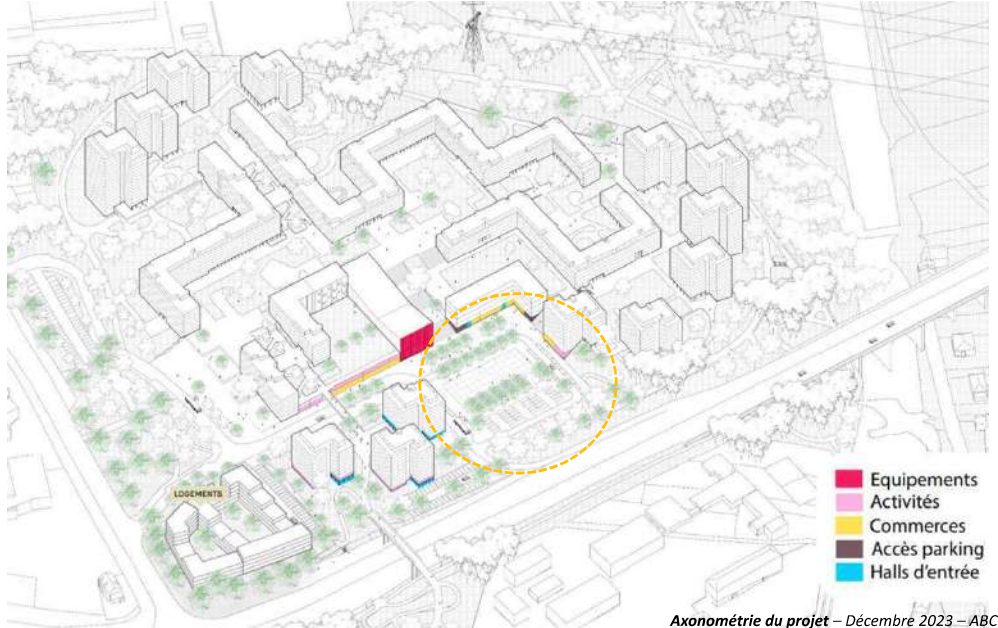 LOGEMENTS
Equipements
Activités
Commerces
Accès parking
Halls d'entrée
Axonométrie du projet – Décembre 2023 – ABC